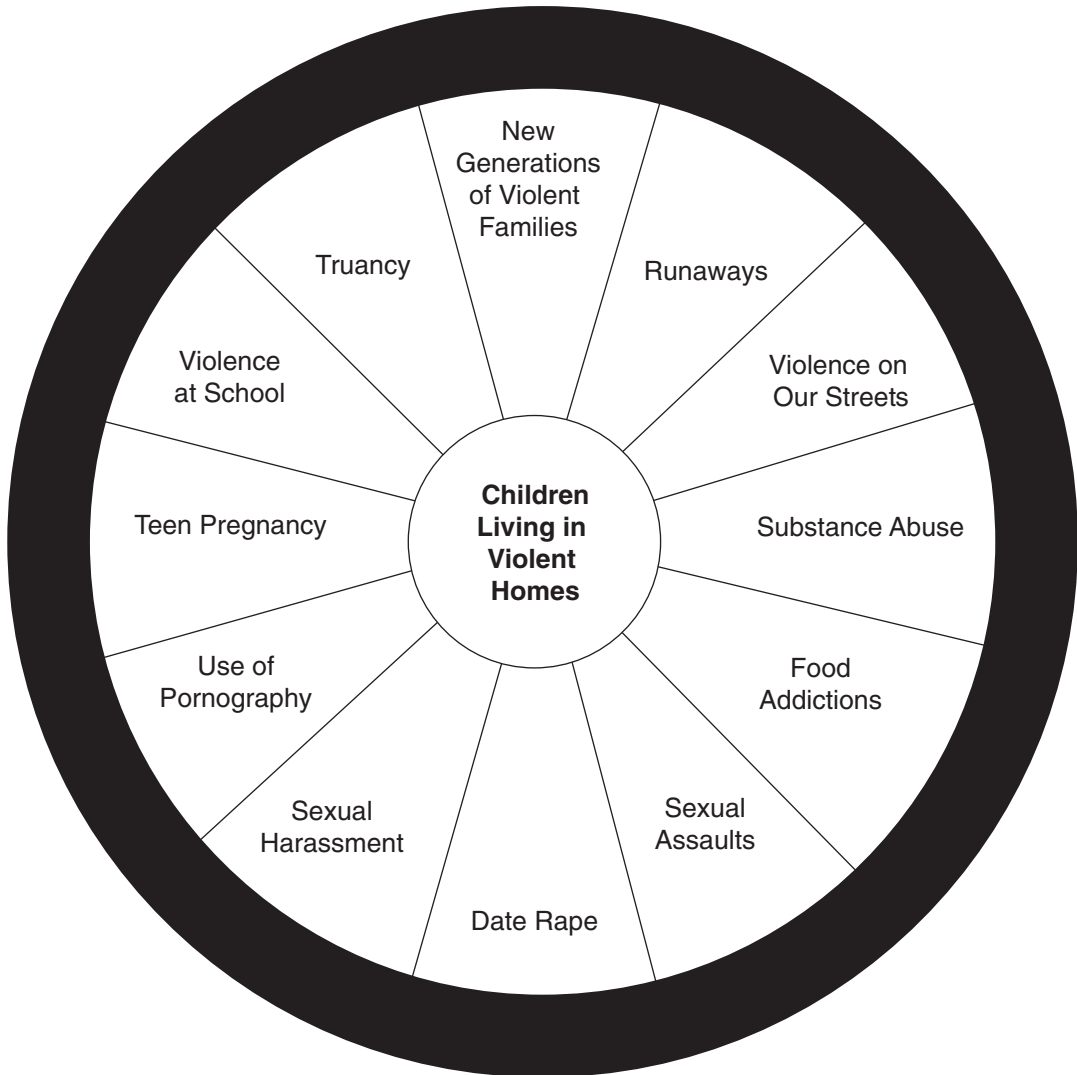 New
Generations
of Violent
Families
Runaways
Violence on
Our Streets
Substance Abuse
Food
Addictions
Sexual
Assaults
Date Rape
Sexual
Harassment
Use of
Pornography
Teen Pregnancy
Violence
at School
Truancy
Children
Living in
Violent
Homes